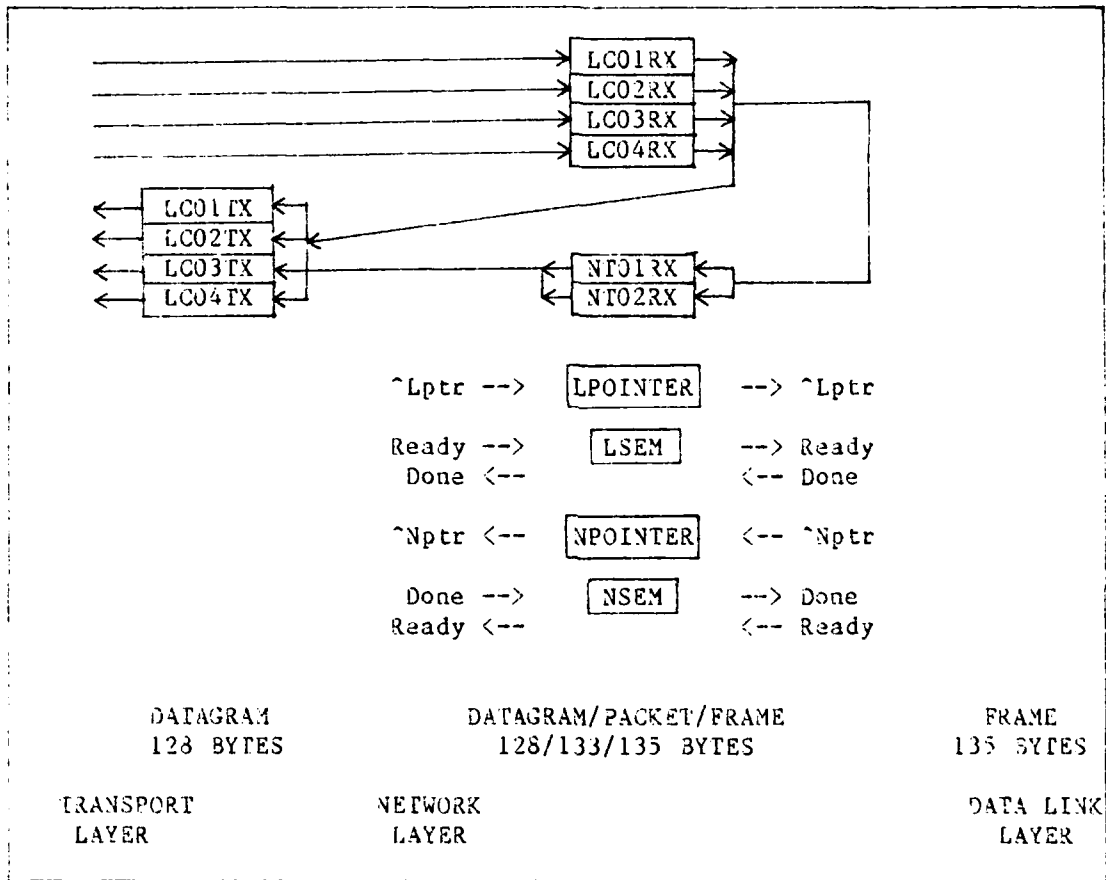 LC01RX
LC02RX
LC03RX
LC04RX
LC01TX
LC02TX
LC03TX
LC04TX
NT01RX
NT02RX
^Lptr --> LPOINTER --> ^Lptr
Ready --> LSEM --> Ready
Done <-- <-- Done
^Nptr <-- NPOINTER <-- ^Nptr
Done --> NSEM --> Done
Ready <-- <-- Ready
DATAGRAM DATAGRAM/PACKET/FRAME FRAME
128 BYTES 128/133/135 BYTES 135 BYTES
TRANSPORT NETWORK DATA LINK
LAYER LAYER LAYER